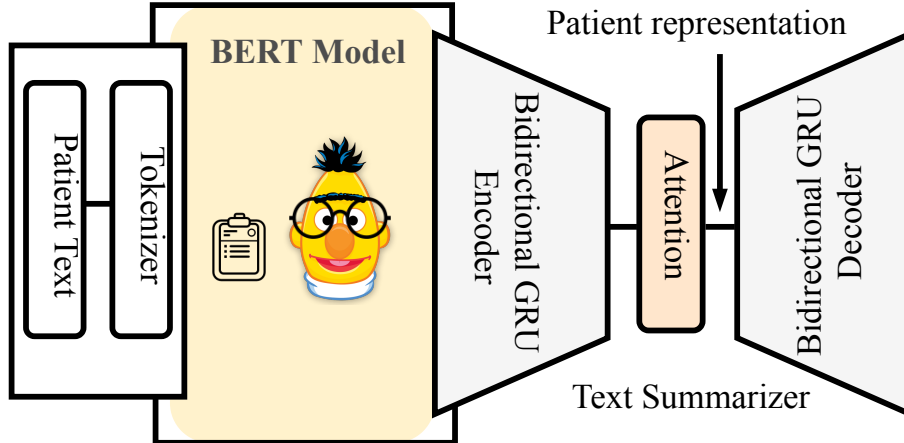 Patient Text
Tokenizer
BERT Model
Bidirectional GRU
Encoder
Attention
Patient representation
Bidirectional GRU
Decoder
Text Summarizer